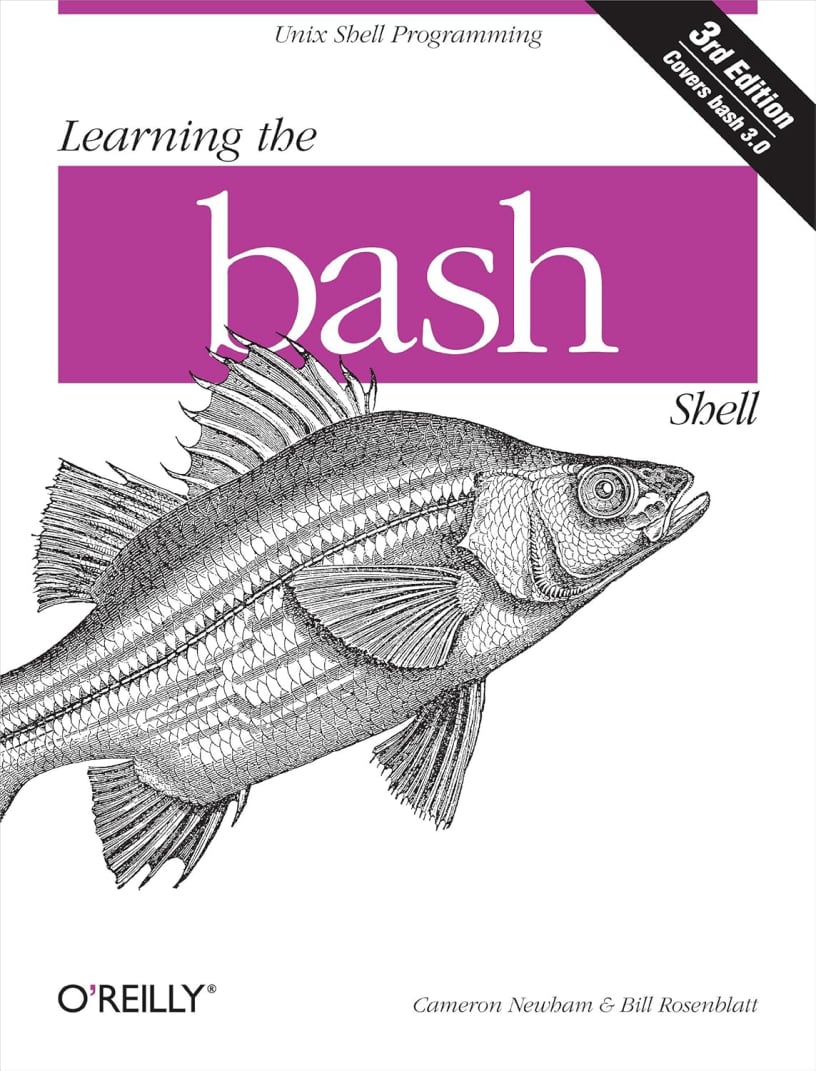 Unix Shell Programming
3rd Edition
Covers bash 3.0
Learning the
bash
Shell
O'REILLY®
Cameron Newham & Bill Rosenblatt